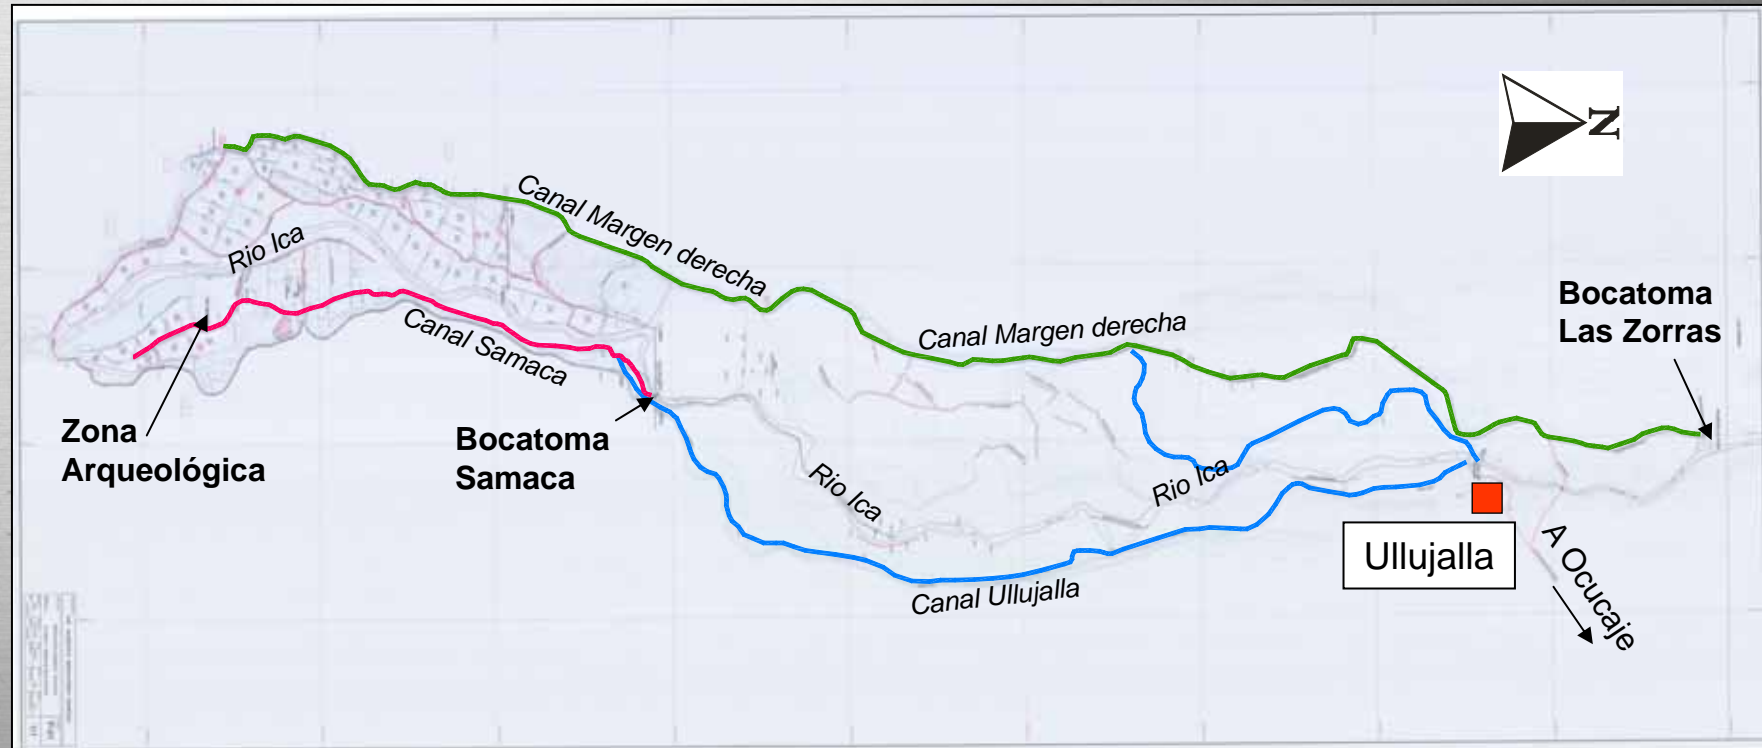 N
Canal Margen derecha
Rio Ica
Canal Samaca
Canal Margen derecha
Bocatoma
Las Zorras
Zona
Arqueológica
Bocatoma
Samaca
Rio Ica
Rio Ica
Ullujalla
A Ocucaje
Canal Ullujalla